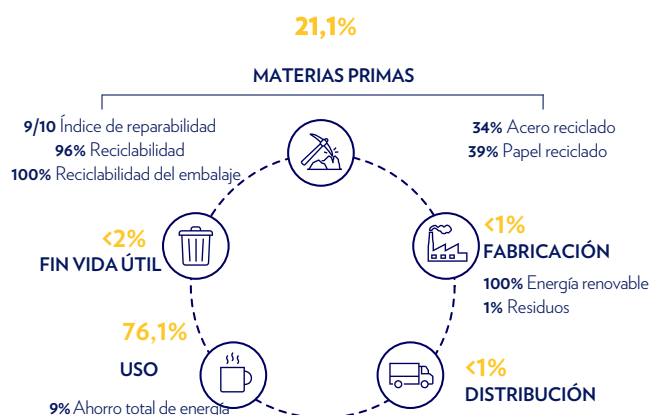 21,1%
MATERIAS PRIMAS
9/10 Índice de reparabilidad
96% Reciclabilidad
100% Reciclabilidad del embalaje
34% Acero reciclado
39% Papel reciclado
<2%
FIN VIDA ÚTIL
<1%
FABRICACIÓN
100% Energía renovable
1% Residuos
76,1%
USO
9% Ahorro total de energía
<1%
DISTRIBUCIÓN